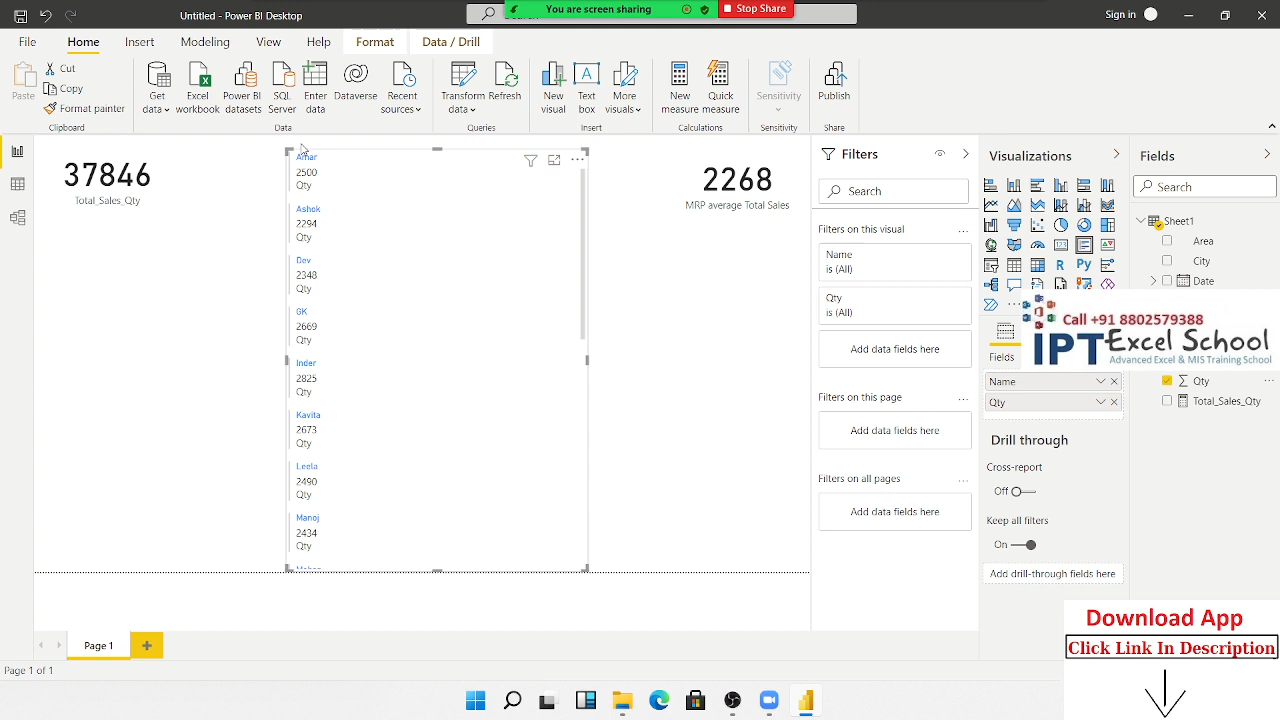 Untitled - Power BI Desktop
You are screen sharing
Stop Share
Sign in
File
Home
Insert
Modeling
View
Help
Format
Data / Drill
Paste
Cut
Copy
Format painter
Clipboard
Get data
Excel workbook
Power BI datasets
SQL Server
Enter data
Dataverse
Recent sources
Data
Transform data
Refresh
Queries
New visual
Text box
More visuals
Insert
New measure
Quick measure
Calculations
Sensitivity
Sensitivity
Publish
Share
37846
Total_Sales_Qty
Amar
2500
Qty
Ashok
2294
Qty
Dev
2348
Qty
GK
2669
Qty
Inder
2825
Qty
Kavita
2673
Qty
Leela
2490
Qty
Manoj
2434
Qty
2268
MRP average Total Sales
Filters
Search
Filters on this visual
Name
is (All)
Qty
is (All)
Add data fields here
Filters on this page
Add data fields here
Filters on all pages
Add data fields here
Visualizations
R
Py
Fields
Name
Qty
Drill through
Cross-report
Off
Keep all filters
On
Add drill-through fields here
Fields
Search
Sheet1
Area
City
Date
Call +91 8802579388
IPT Excel School
Advanced Excel & MIS Training School
Qty
Total_Sales_Qty
Page 1
Page 1 of 1
Download App
Click Link In Description